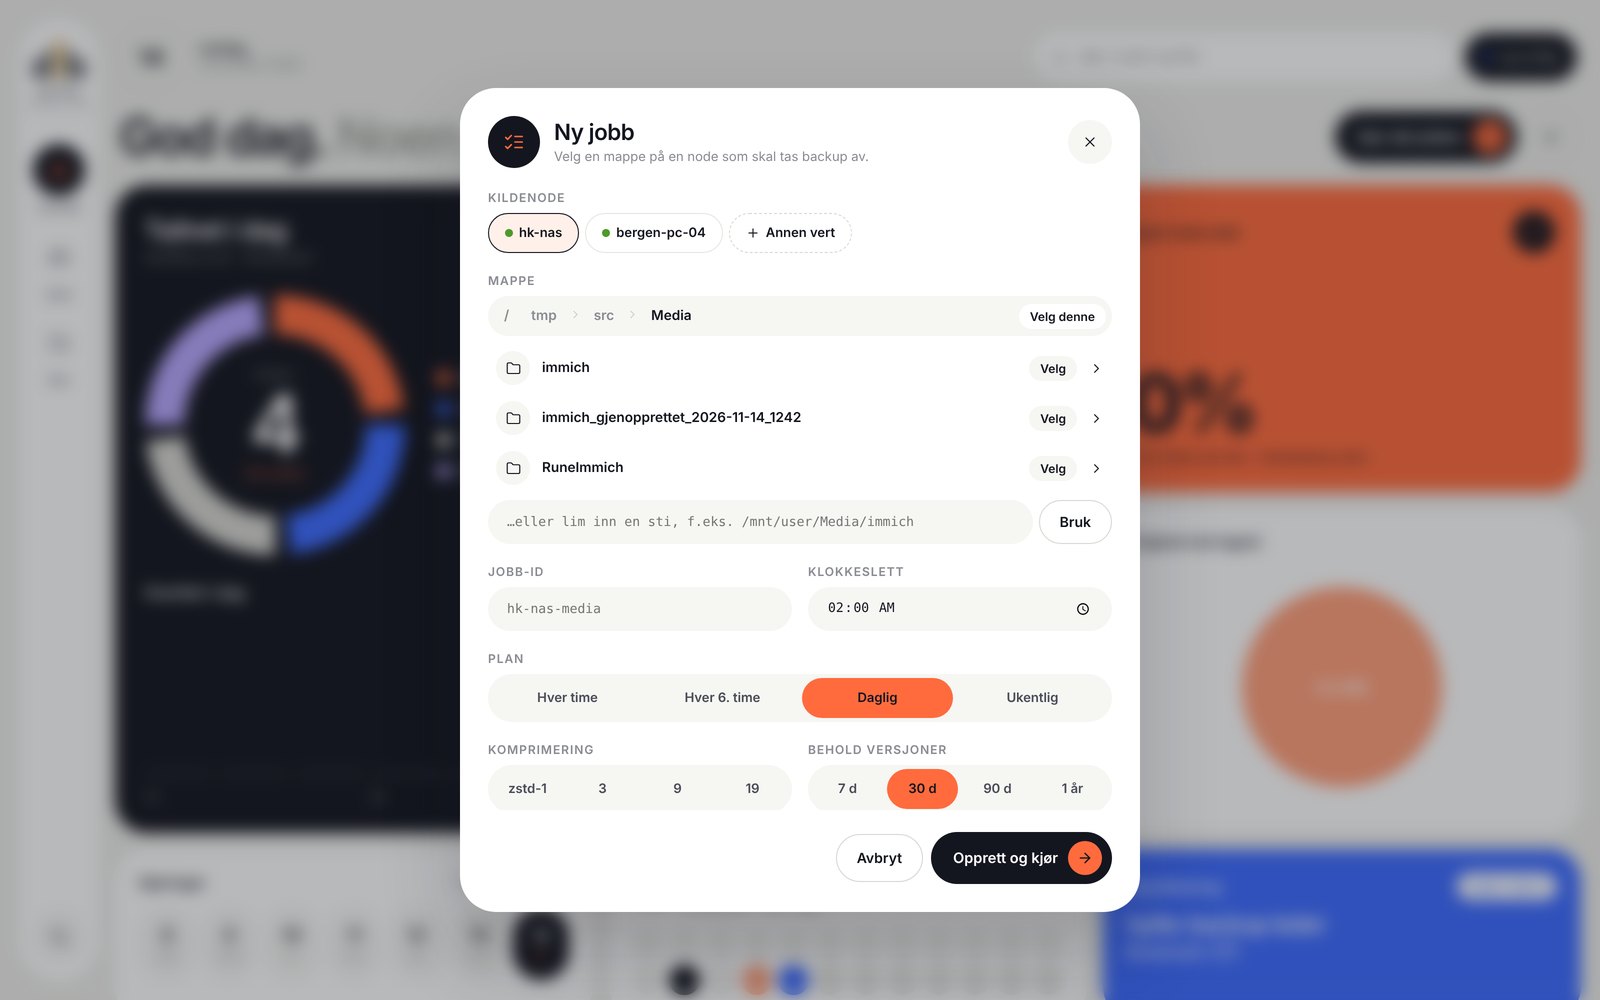 God dag.
Ny jobb
Velg en mappe på en node som skal tas backup av.
KILDENODE
hk-nas
bergen-pc-04
+ Annen vert
MAPPE
/ tmp > src > Media
Velg denne
immich
Velg
immich_gjenopprettet_2026-11-14_1242
Velg
RuneImmich
Velg
…eller lim inn en sti, f.eks. /mnt/user/Media/immich
Bruk
JOBB-ID
KLOKKESLETT
hk-nas-media
02:00 AM
PLAN
Hver time
Hver 6. time
Daglig
Ukentlig
KOMPRIMERING
BEHOLD VERSJONER
zstd-1
3
9
19
7 d
30 d
90 d
1 år
Avbryt
Opprett og kjør
4
0%